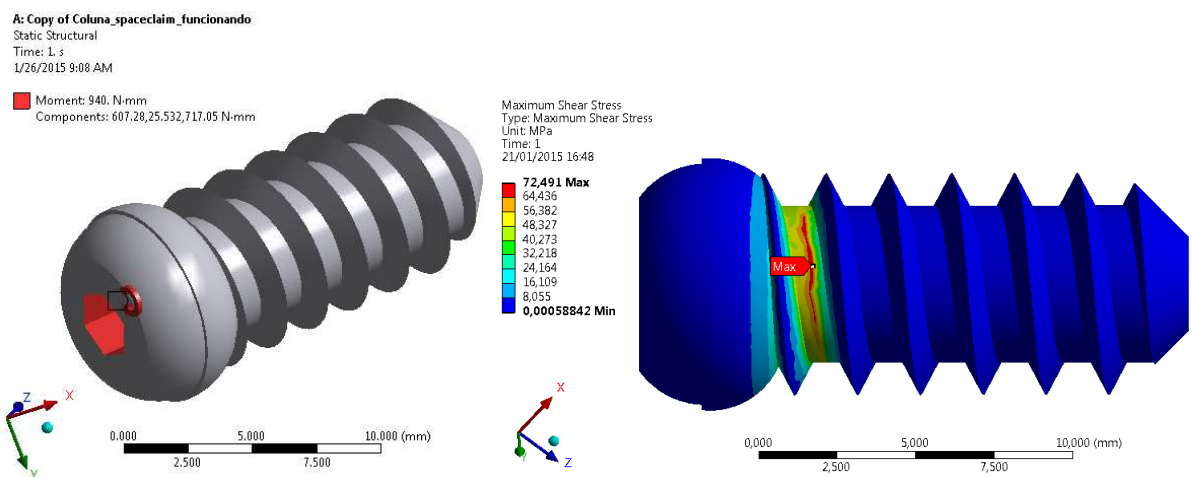 A: Copy of Coluna_spaceclaim_funcionando
Static Structural
Time: 1. s
1/26/2015 9:08 AM
Moment: 940. N·mm
Components: 607.28,25.532,717.05 N·mm
X
Z
Y
0.000 5.000 10.000 (mm)
2.500 7.500
Maximum Shear Stress
Type: Maximum Shear Stress
Unit: MPa
Time: 1
21/01/2015 16:48
72,491 Max
64,436
56,382
48,327
40,273
32,218
24,164
16,109
8,055
0,00058842 Min
Max
X
Y
Z
0,000 5,000 10,000 (mm)
2,500 7,500